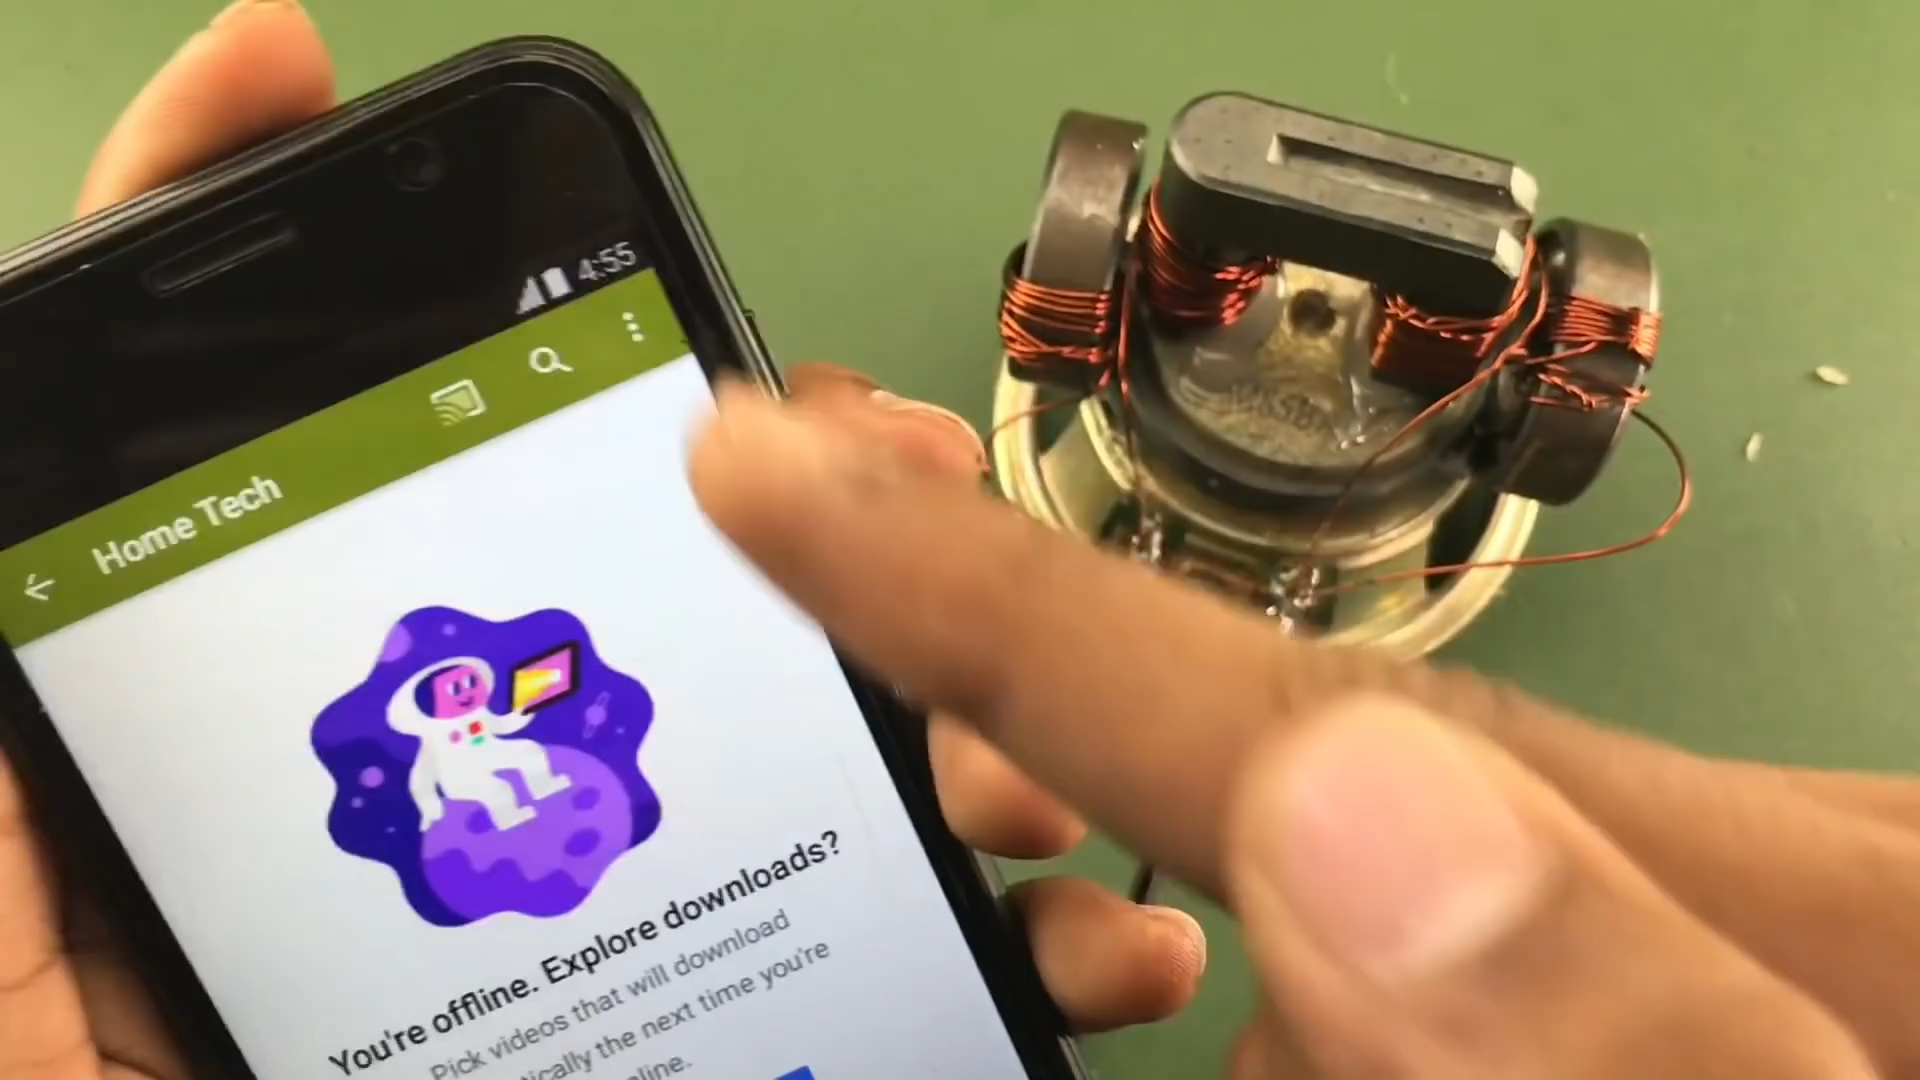 4:55
Home Tech
You're offline. Explore downloads?
Pick videos that will download
tically the next time you're
line.